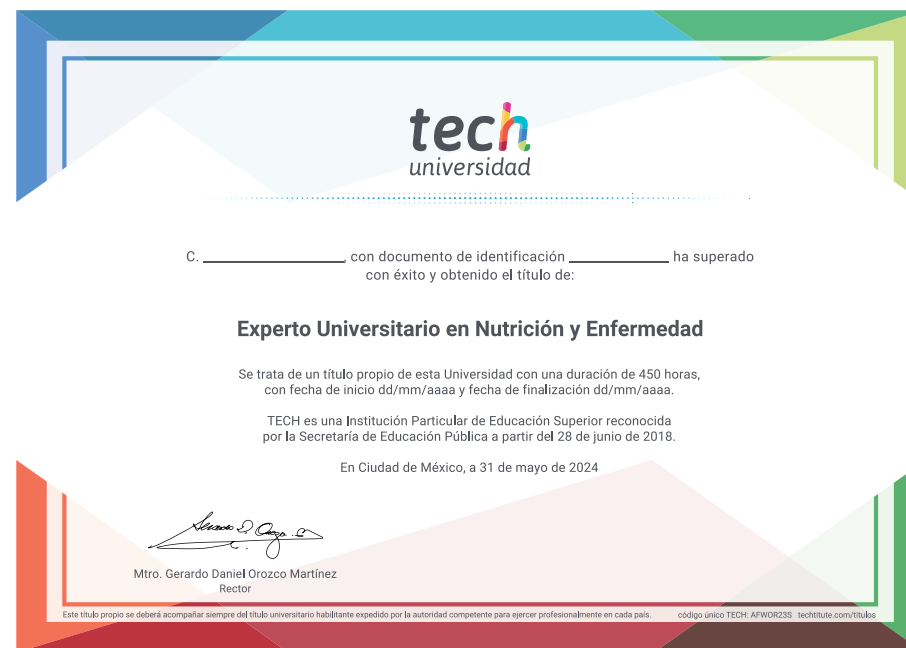 tech
universidad
C. ____________________, con documento de identificación ______________ ha superado
con éxito y obtenido el título de:
Experto Universitario en Nutrición y Enfermedad
Se trata de un título propio de esta Universidad con una duración de 450 horas,
con fecha de inicio dd/mm/aaaa y fecha de finalización dd/mm/aaaa.
TECH es una Institución Particular de Educación Superior reconocida
por la Secretaría de Educación Pública a partir del 28 de junio de 2018.
En Ciudad de México, a 31 de mayo de 2024
Mtro. Gerardo Daniel Orozco Martínez
Rector
Este título propio se deberá acompañar siempre del título universitario habilitante expedido por la autoridad competente para ejercer profesionalmente en cada país. código único TECH: AFWOR23S techtitute.com/titulos